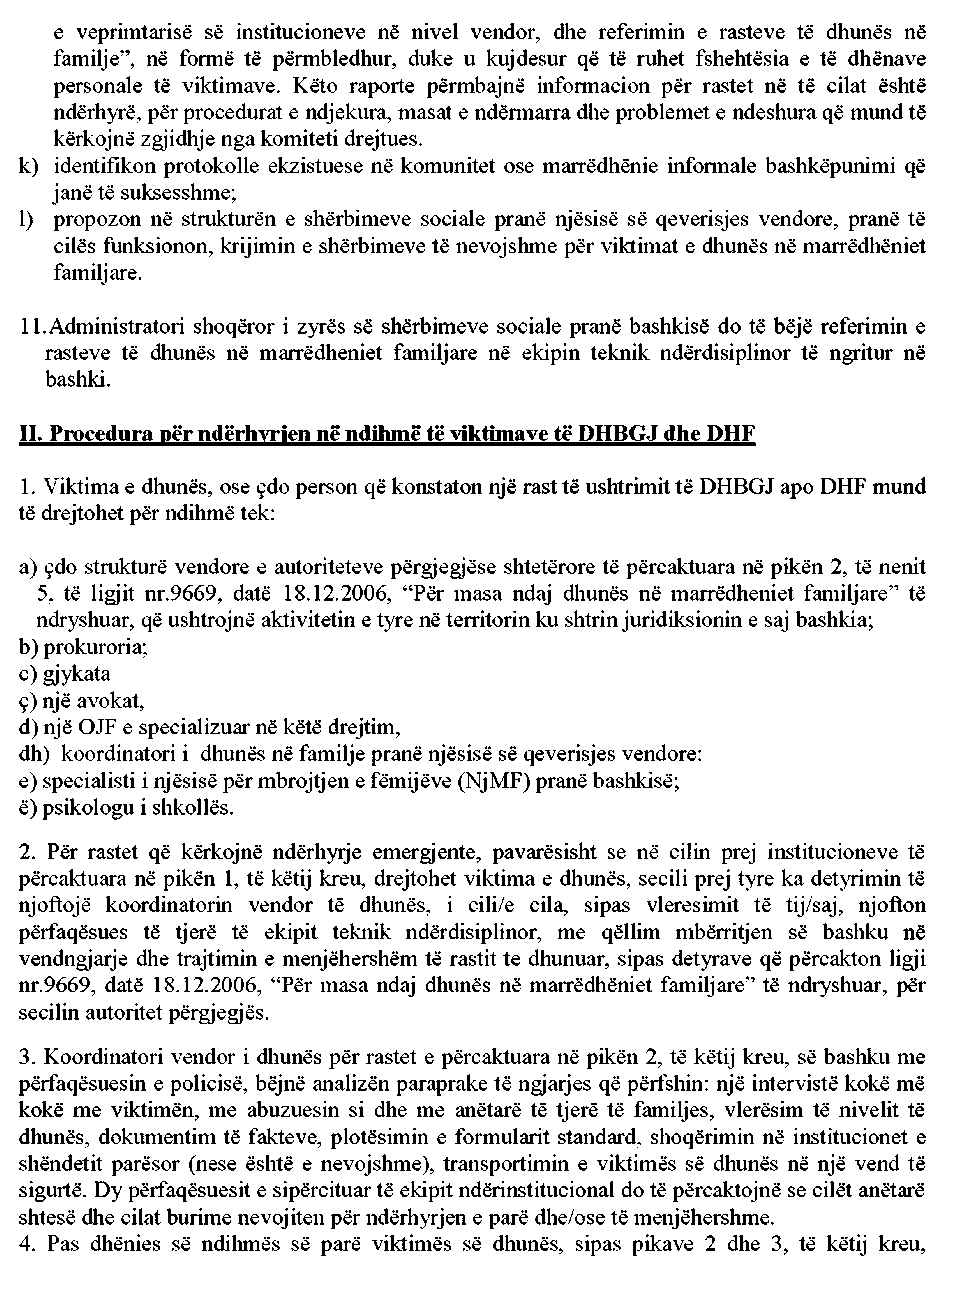 e veprimtarisë së institucioneve në nivel vendor, dhe referimin e rasteve të dhunës në
familje”, në formë të përmbledhur, duke u kujdesur që të ruhet fshehtësia e të dhënave
personale të viktimave. Këto raporte përmbajnë informacion për rastet në të cilat është
ndërhyrë, për procedurat e ndjekura, masat e ndërmarra dhe problemet e ndeshura që mund të
kërkojnë zgjidhje nga komiteti drejtues.
k) identifikon protokolle ekzistuese në komunitet ose marrëdhënie informale bashkëpunimi që
janë të suksesshme;
l) propozon në strukturën e shërbimeve sociale pranë njësisë së qeverisjes vendore, pranë të
cilës funksionon, krijimin e shërbimeve të nevojshme për viktimat e dhunës në marrëdhëniet
familjare.
11.Administratori shoqëror i zyrës së shërbimeve sociale pranë bashkisë do të bëjë referimin e
rasteve të dhunës në marrëdheniet familjare në ekipin teknik ndërdisiplinor të ngritur në
bashki.
II. Procedura për ndërhyrjen në ndihmë të viktimave të DHBGJ dhe DHF
1. Viktima e dhunës, ose çdo person që konstaton një rast të ushtrimit të DHBGJ apo DHF mund
të drejtohet për ndihmë tek:
a) çdo strukturë vendore e autoriteteve përgjegjëse shtetërore të përcaktuara në pikën 2, të nenit
5, të ligjit nr.9669, datë 18.12.2006, “Për masa ndaj dhunës në marrëdheniet familjare” të
ndryshuar, që ushtrojnë aktivitetin e tyre në territorin ku shtrin juridiksionin e saj bashkia;
b) prokuroria;
c) gjykata
ç) një avokat,
d) një OJF e specializuar në këtë drejtim,
dh) koordinatori i dhunës në familje pranë njësisë së qeverisjes vendore:
e) specialisti i njësisë për mbrojtjen e fëmijëve (NjMF) pranë bashkisë;
ë) psikologu i shkollës.
2. Për rastet që kërkojnë ndërhyrje emergjente, pavarësisht se në cilin prej institucioneve të
përcaktuara në pikën 1, të këtij kreu, drejtohet viktima e dhunës, secili prej tyre ka detyrimin të
njoftojë koordinatorin vendor të dhunës, i cili/e cila, sipas vleresimit të tij/saj, njofton
përfaqësues të tjerë të ekipit teknik ndërdisiplinor, me qëllim mbërritjen së bashku në
vendngjarje dhe trajtimin e menjëhershëm të rastit te dhunuar, sipas detyrave që përcakton ligji
nr.9669, datë 18.12.2006, “Për masa ndaj dhunës në marrëdhëniet familjare” të ndryshuar, për
secilin autoritet përgjegjës.
3. Koordinatori vendor i dhunës për rastet e përcaktuara në pikën 2, të këtij kreu, së bashku me
përfaqësuesin e policisë, bëjnë analizën paraprake të ngjarjes që përfshin: një intervistë kokë më
kokë me viktimën, me abuzuesin si dhe me anëtarë të tjerë të familjes, vlerësim të nivelit të
dhunës, dokumentim të fakteve, plotësimin e formularit standard, shoqërimin në institucionet e
shëndetit parësor (nese është e nevojshme), transportimin e viktimës së dhunës në një vend të
sigurtë. Dy përfaqësuesit e sipërcituar të ekipit ndërinstitucional do të përcaktojnë se cilët anëtarë
shtesë dhe cilat burime nevojiten për ndërhyrjen e parë dhe/ose të menjëhershme.
4. Pas dhënies së ndihmës së parë viktimës së dhunës, sipas pikave 2 dhe 3, të këtij kreu,